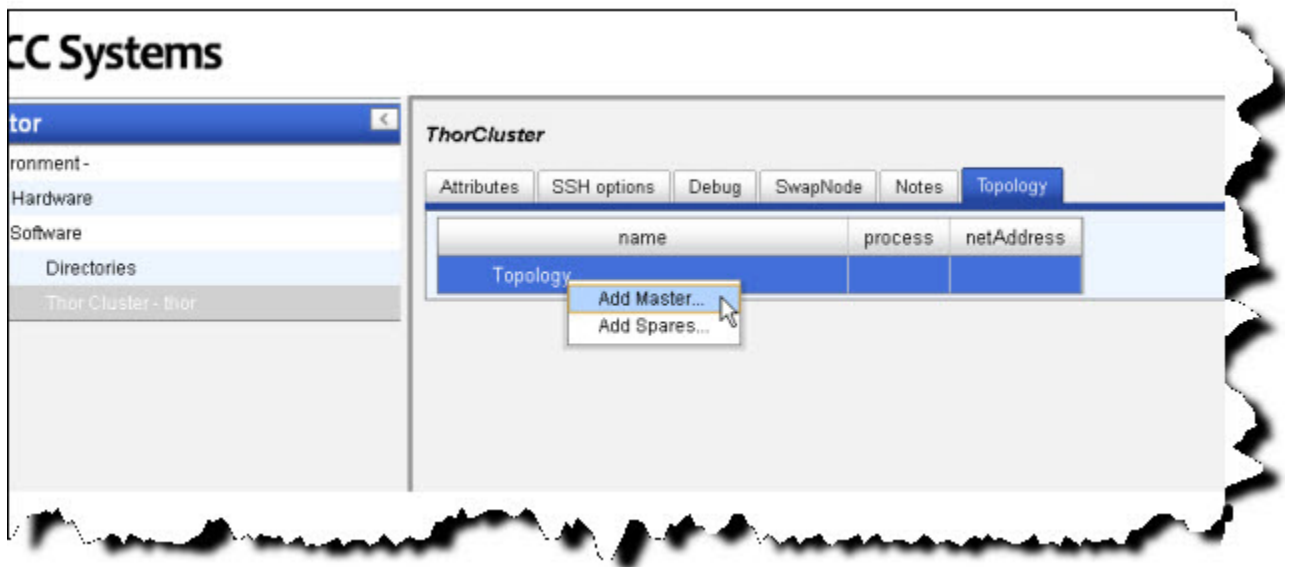 CC Systems
tor
ronment -
Hardware
Software
Directories
Thor Cluster - thor
ThorCluster
Attributes SSH options Debug SwapNode Notes Topology
name process netAddress
Topology
Add Master...
Add Spares...